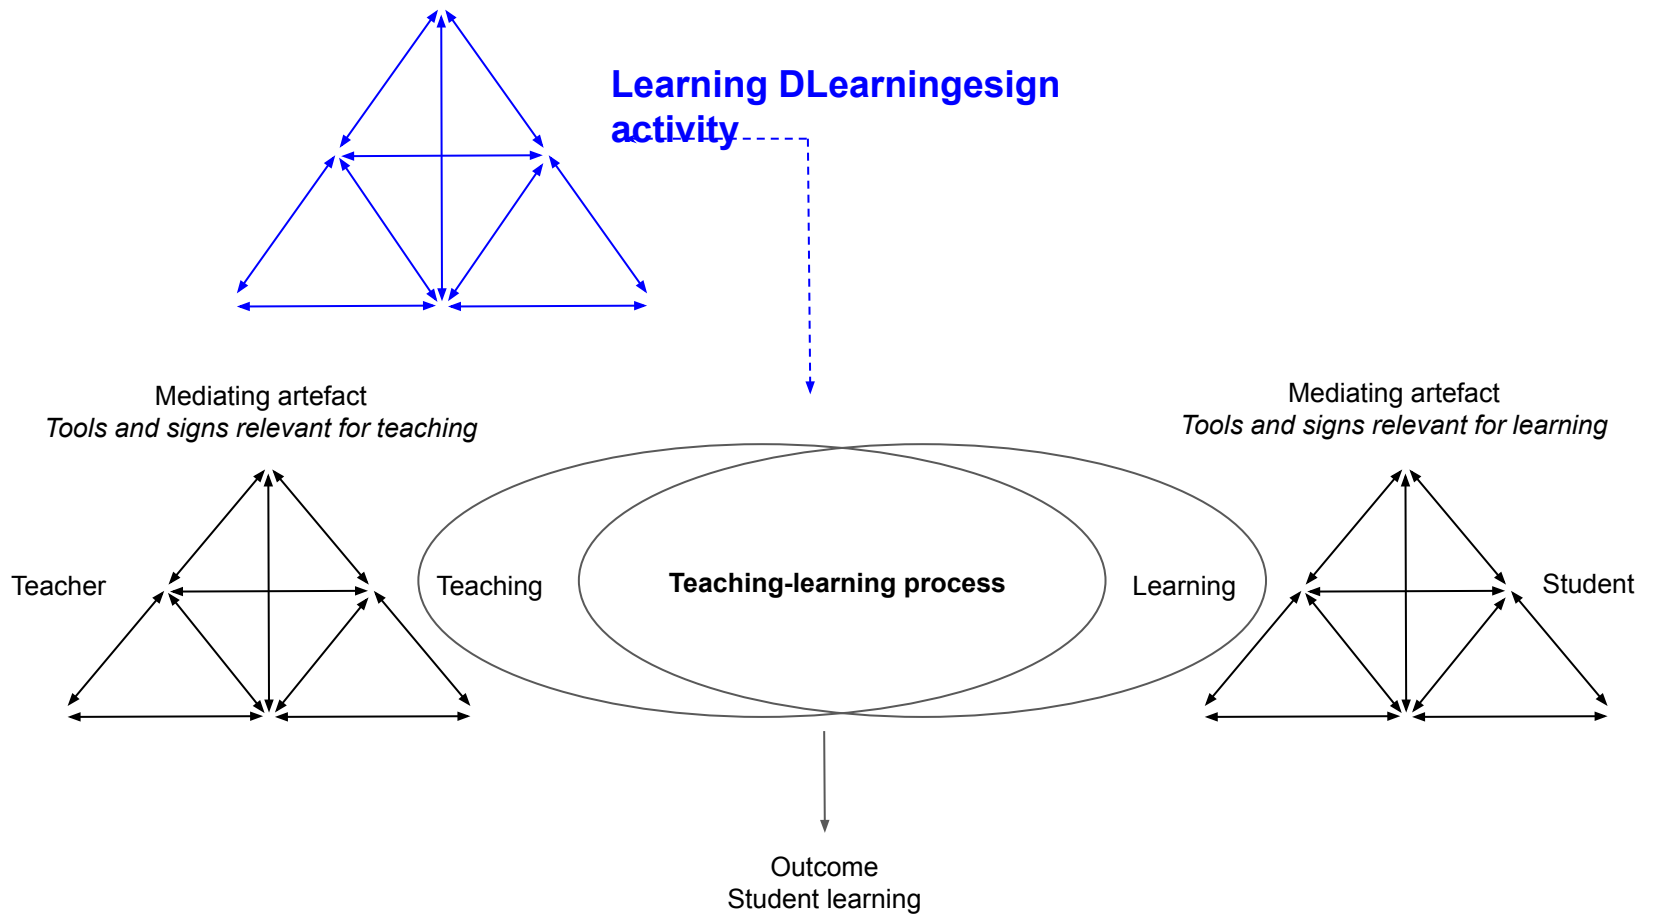 Learning DLearningesign
activity
Mediating artefact
Tools and signs relevant for teaching
Mediating artefact
Tools and signs relevant for learning
Teacher
Teaching
Teaching-learning process
Learning
Student
Outcome
Student learning